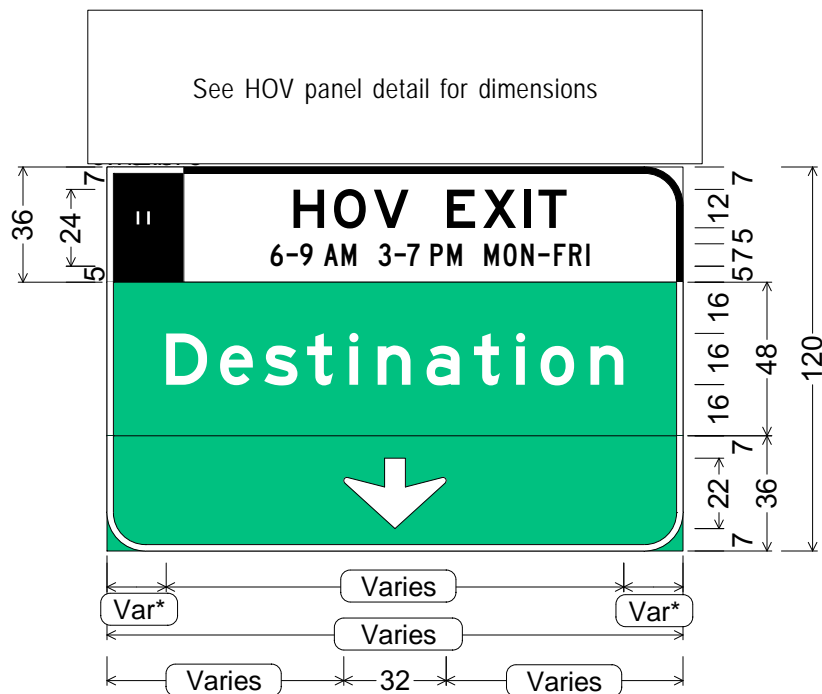 See HOV panel detail for dimensions
HOV EXIT
6-9 AM 3-7 PM MON-FRI
Destination
36
7
24
5
7
12
5
7
5
16
16
16
48
120
7
22
7
36
Var*
Varies
Var*
Varies
Varies
32
Varies